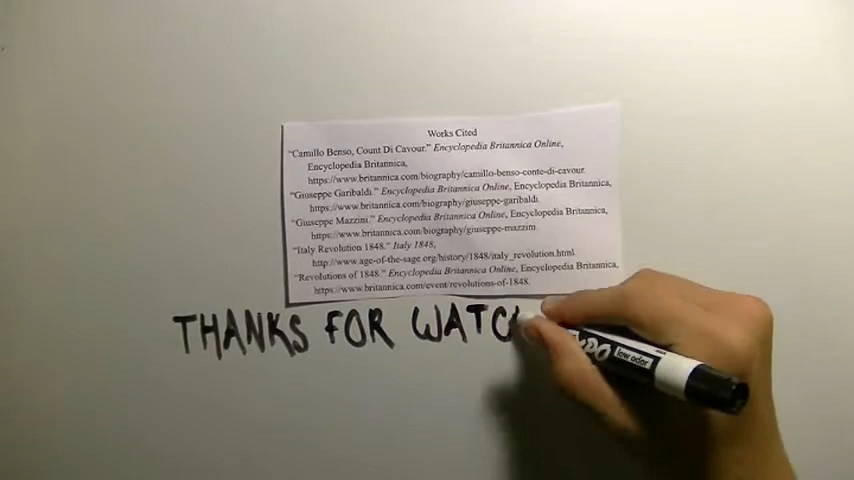 Works Cited
"Camillo Benso, Count Di Cavour." Encyclopedia Britannica Online,
Encyclopedia Britannica,
https://www.britannica.com/biography/camillo-benso-conte-di-cavour.
"Giuseppe Garibaldi." Encyclopedia Britannica Online, Encyclopedia Britannica,
https://www.britannica.com/biography/giuseppe-garibaldi.
"Giuseppe Mazzini." Encyclopedia Britannica Online, Encyclopedia Britannica,
https://www.britannica.com/biography/giuseppe-mazzini.
"Italy Revolution 1848." Italy 1848,
http://www.age-of-the-sage.org/history/1848/italy_revolution.html.
"Revolutions of 1848." Encyclopedia Britannica Online, Encyclopedia Britannica,
https://www.britannica.com/event/revolutions-of-1848.
THANKS FOR WATC
EXPO low odor